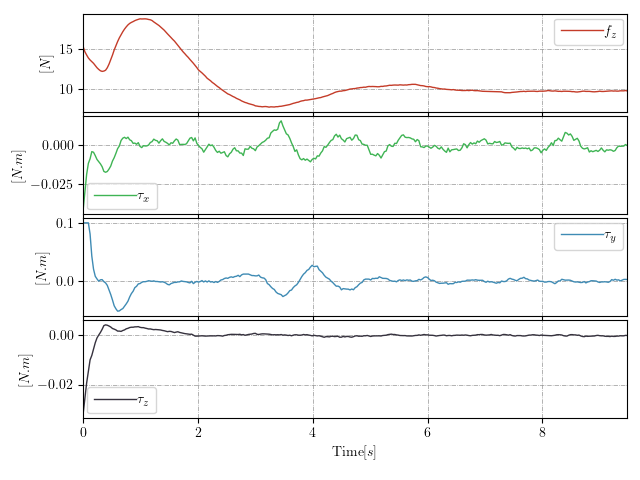 [N]
15
10
f_z
[N.m]
0.000
−0.025
τ_x
[N.m]
0.1
0.0
τ_y
[N.m]
0.00
−0.02
τ_z
0 2 4 6 8
Time[s]